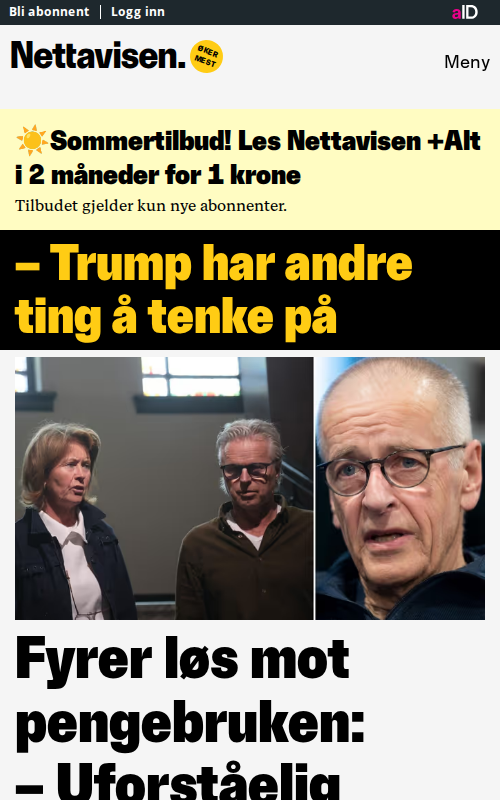 Bli abonnent | Logg inn
aID
Nettavisen.
ØKER
MEST
Meny
☀️Sommertilbud! Les Nettavisen +Alt
i 2 måneder for 1 krone
Tilbudet gjelder kun nye abonnenter.
– Trump har andre
ting å tenke på
Fyrer løs mot
pengebruken:
– Uforståelig